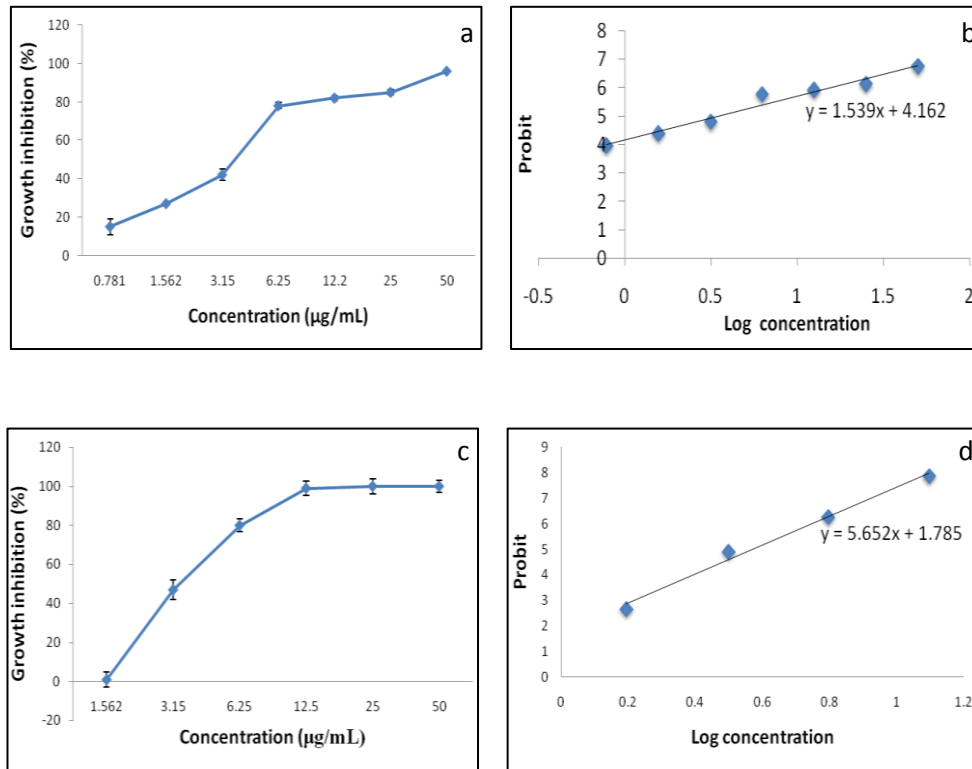 a
Growth inhibition (%)
120
100
80
60
40
20
0
0.781 1.562 3.15 6.25 12.2 25 50
Concentration (µg/mL)
b
Probit
8
7
6
5
4
3
2
1
0
y = 1.539x + 4.162
-0.5 0 0.5 1 1.5 2
Log concentration
c
Growth inhibition (%)
120
100
80
60
40
20
0
-20
1.562 3.15 6.25 12.5 25 50
Concentration (µg/mL)
d
Probit
9
8
7
6
5
4
3
2
1
0
y = 5.652x + 1.785
0 0.2 0.4 0.6 0.8 1 1.2
Log concentration